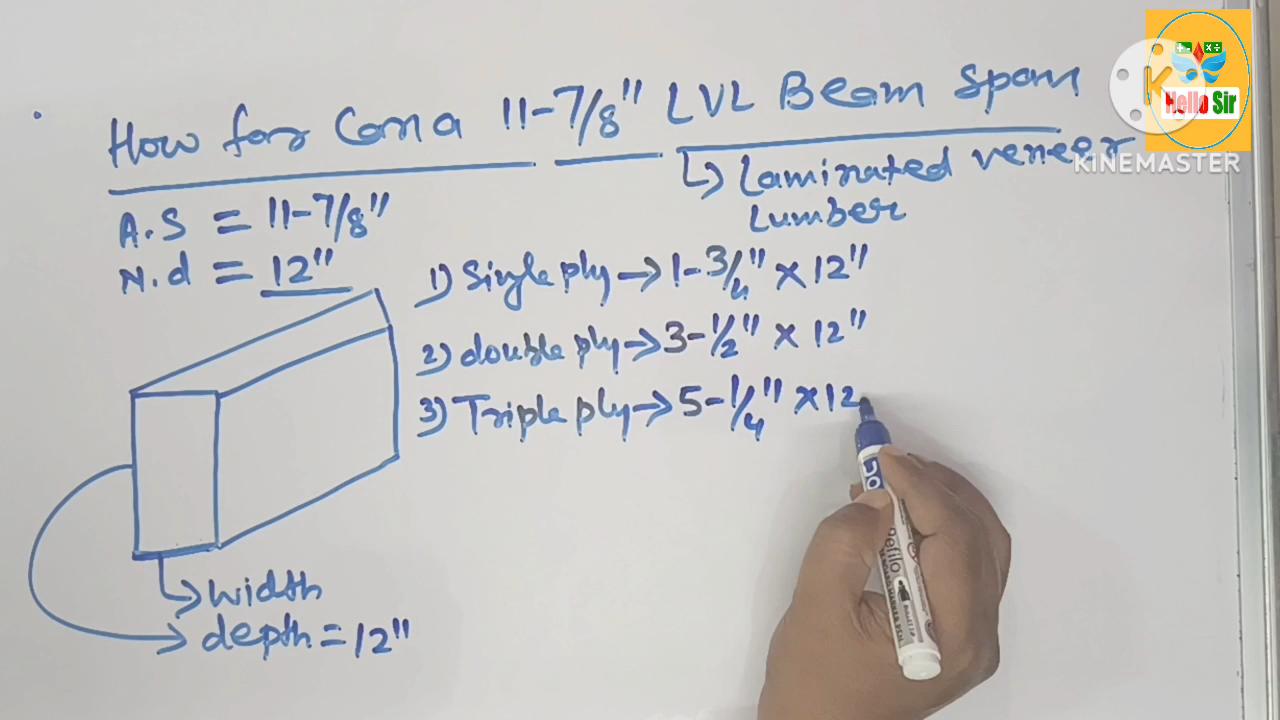 How far Can a 11-7/8" LVL Beam Span
↳ Laminated veneer
Lumber
A.S = 11-7/8"
N.d = 12"
1) Single ply → 1-3/4" × 12"
2) double ply → 3-1/2" × 12"
3) Triple ply → 5-1/4" × 12
→ width
→ depth = 12"
Hello Sir
K
KINEMASTER
Refilo